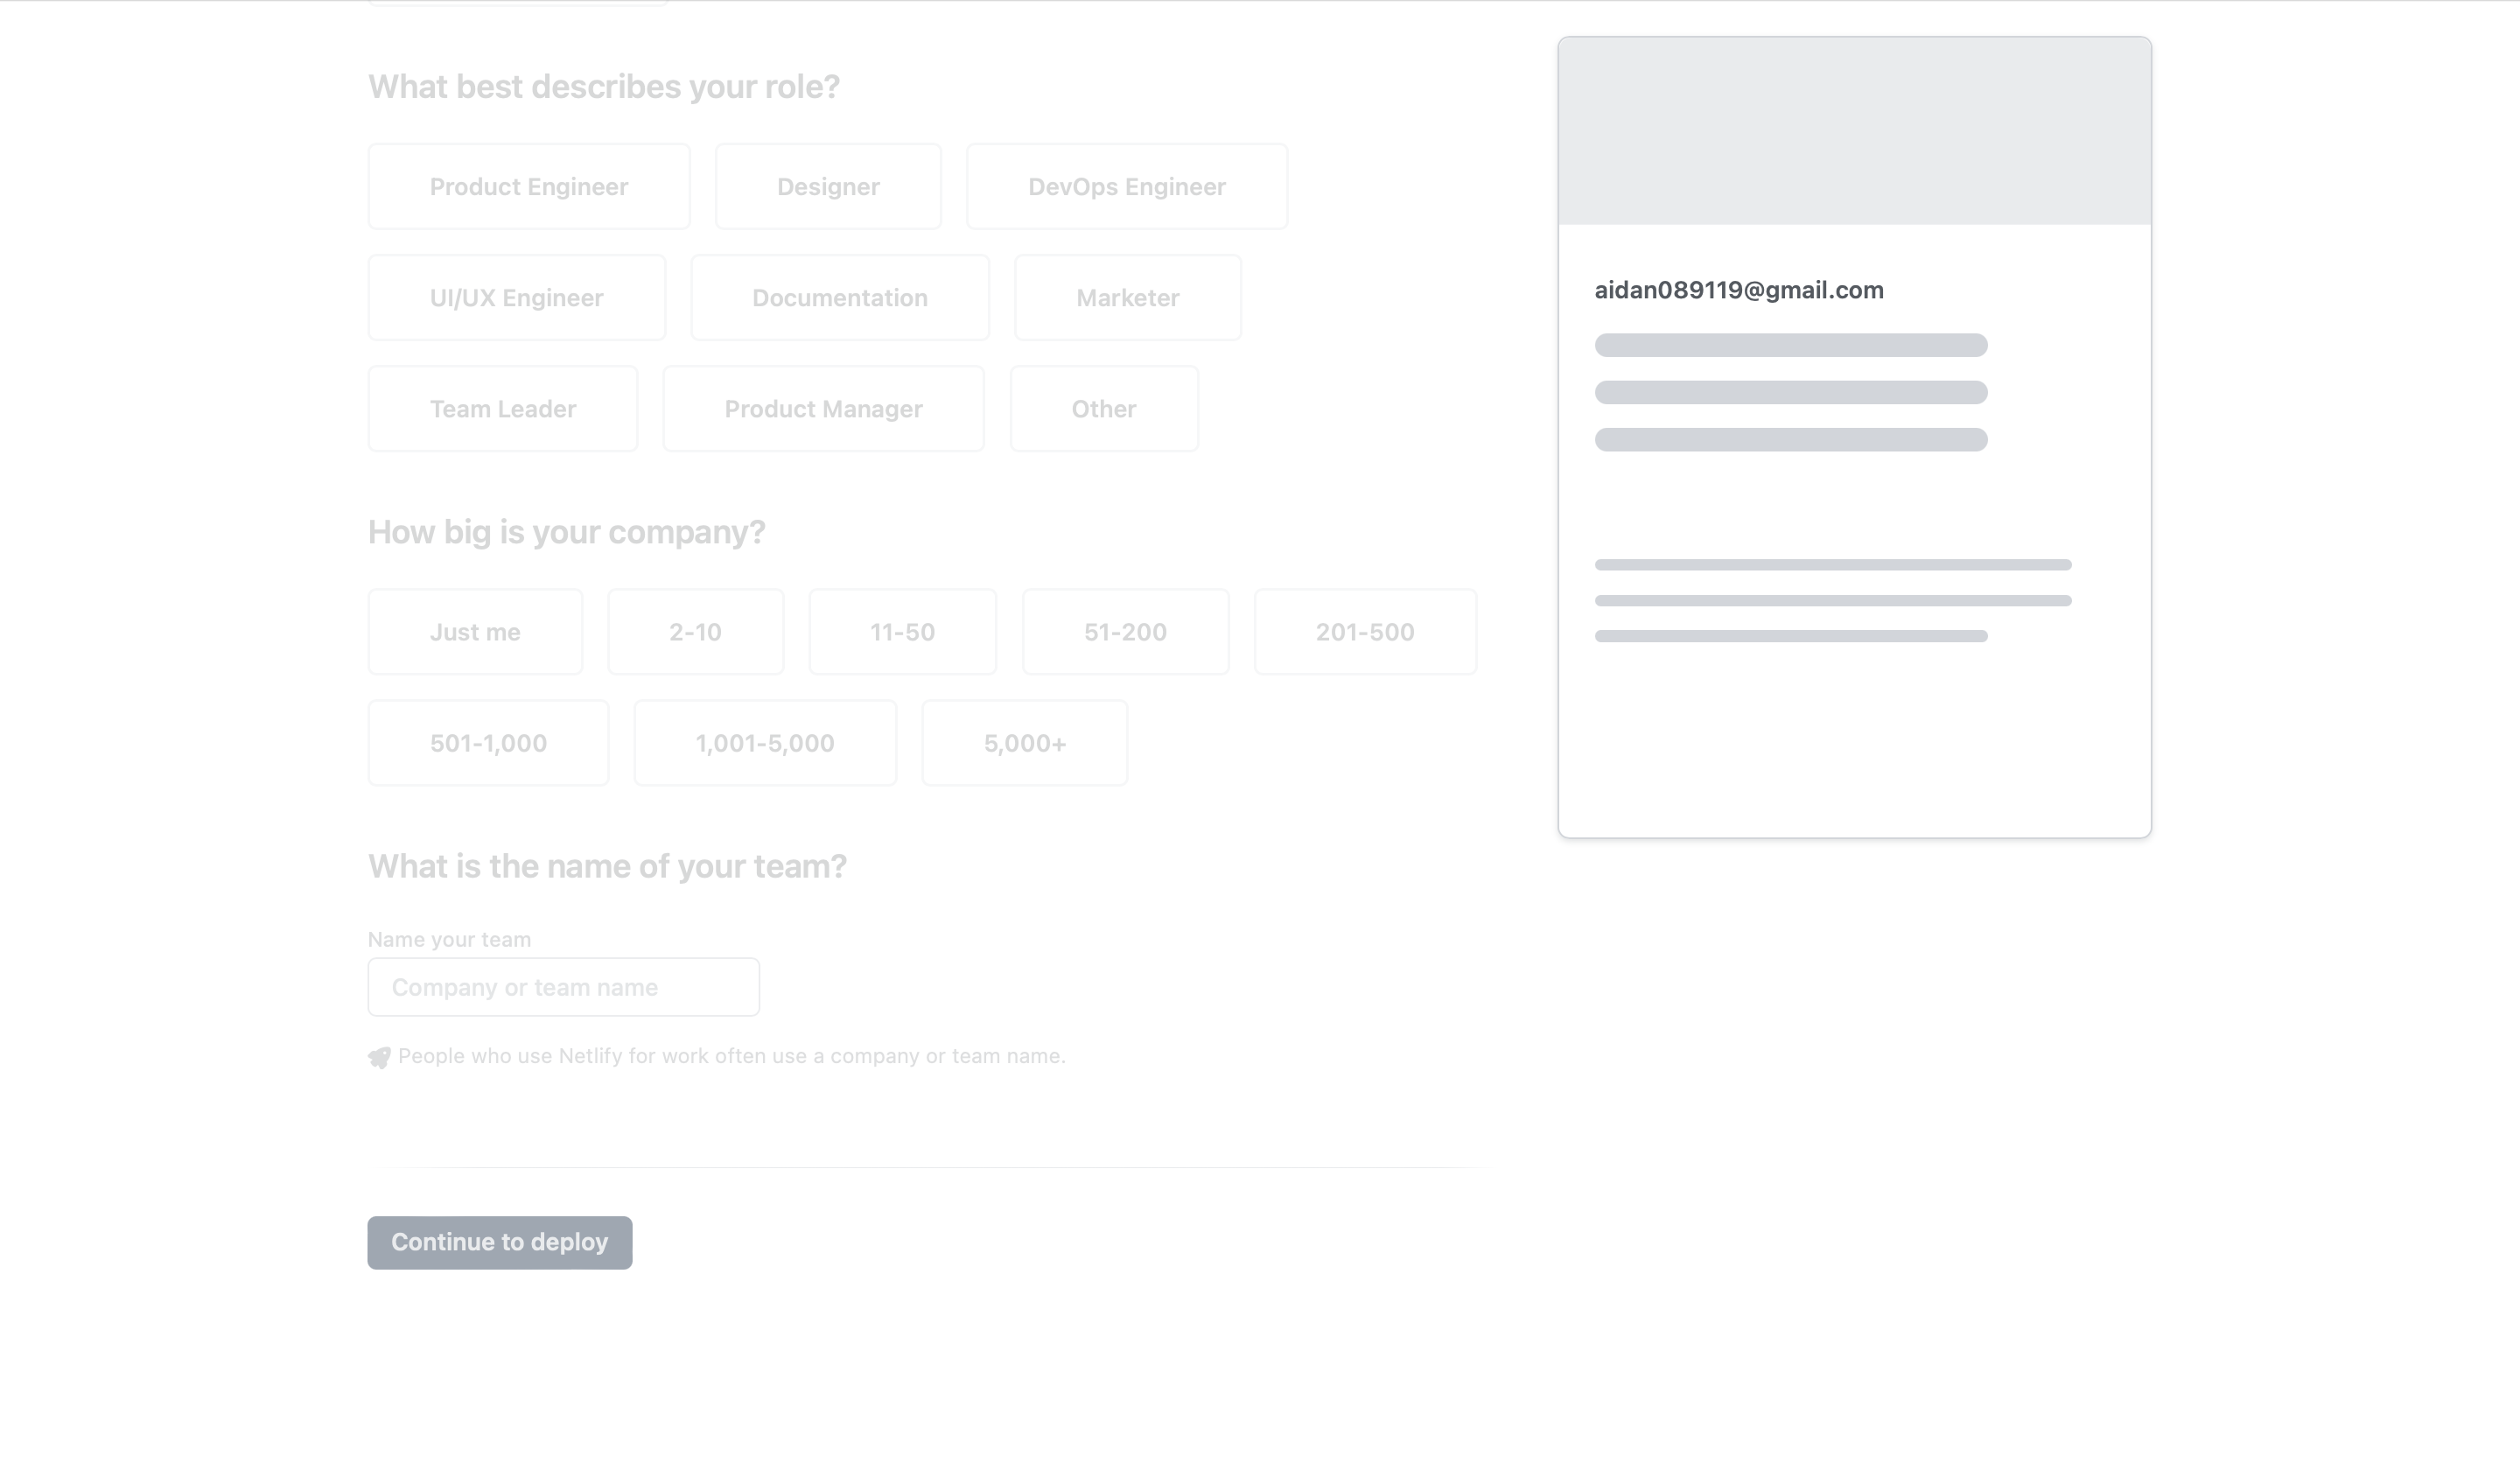 What best describes your role?
Product Engineer
Designer
DevOps Engineer
UI/UX Engineer
Documentation
Marketer
Team Leader
Product Manager
Other
How big is your company?
Just me
2-10
11-50
51-200
201-500
501-1,000
1,001-5,000
5,000+
What is the name of your team?
Name your team
Company or team name
People who use Netlify for work often use a company or team name.
Continue to deploy
aidan089119@gmail.com